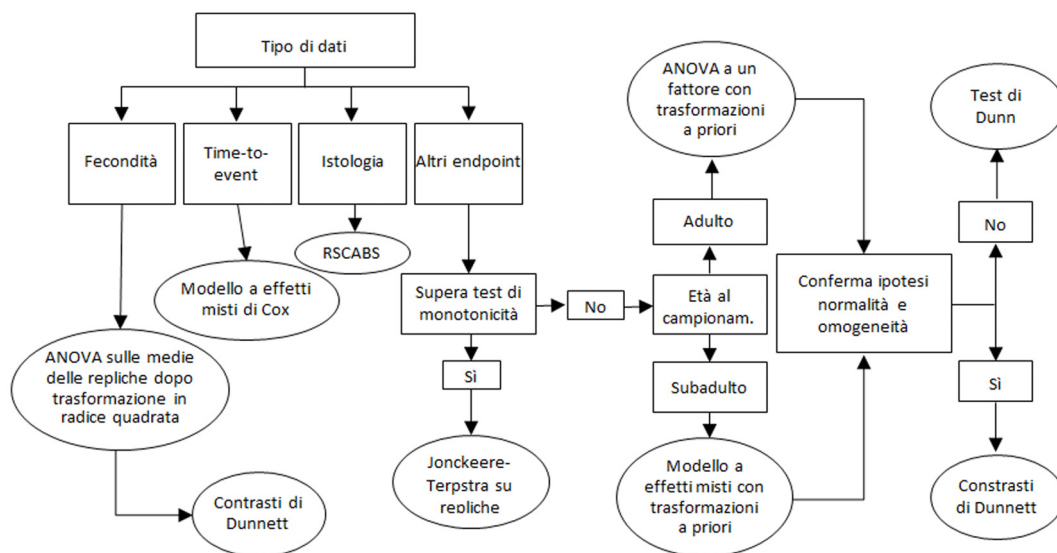 Tipo di dati
Fecondità
Time-to-
event
Istologia
Altri endpoint
RSCABS
Modello a effetti
misti di Cox
ANOVA sulle medie
delle repliche dopo
trasformazione in
radice quadrata
Contrasti di
Dunnett
Supera test di
monotonicità
No
Sì
Jonckeere-
Terpstra su
repliche
ANOVA a un
fattore con
trasformazioni
a priori
Adulto
Età al
campionam.
Subadulto
Modello a
effetti misti con
trasformazioni
a priori
Conferma ipotesi
normalità e
omogeneità
Test di
Dunn
No
Sì
Constrasti
di Dunnett